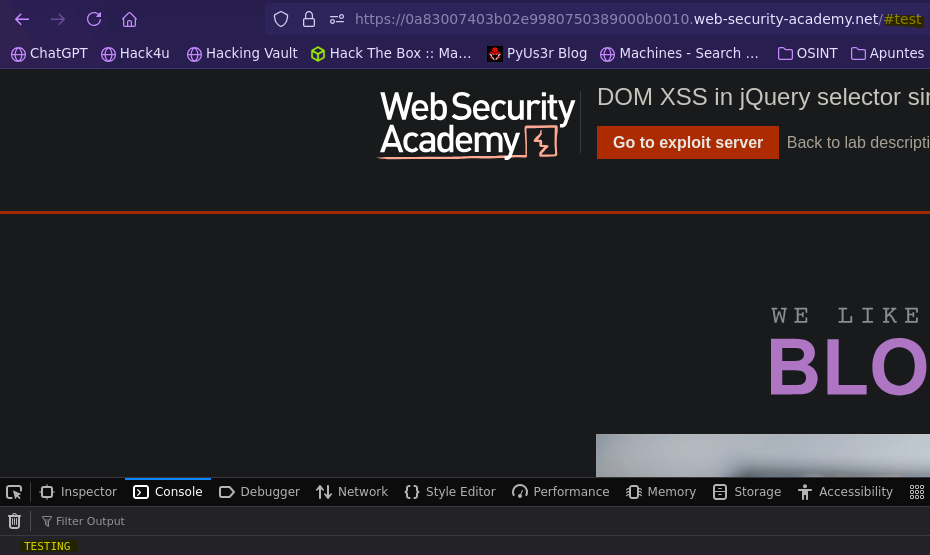 https://0a83007403b02e9980750389000b0010.web-security-academy.net/#test
ChatGPT Hack4u Hacking Vault Hack The Box :: Ma… PyUs3r Blog Machines - Search … OSINT Apuntes
Web Security
Academy
DOM XSS in jQuery selector si
Go to exploit server Back to lab descripti
WE LIKE
BLO
Inspector Console Debugger Network Style Editor Performance Memory Storage Accessibility
Filter Output
TESTING